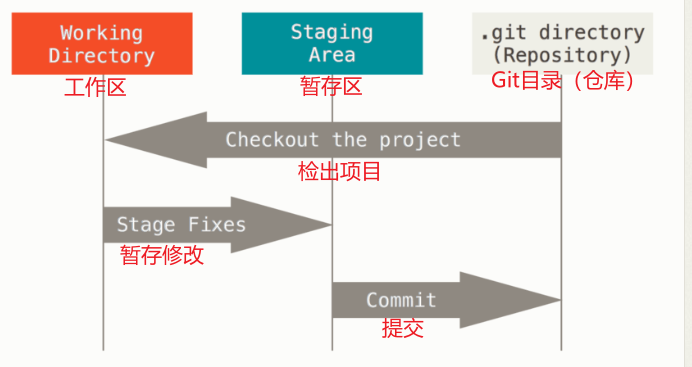 Working
Directory
工作区
Staging
Area
暂存区
.git directory
(Repository)
Git目录（仓库）
Checkout the project
检出项目
Stage Fixes
暂存修改
Commit
提交